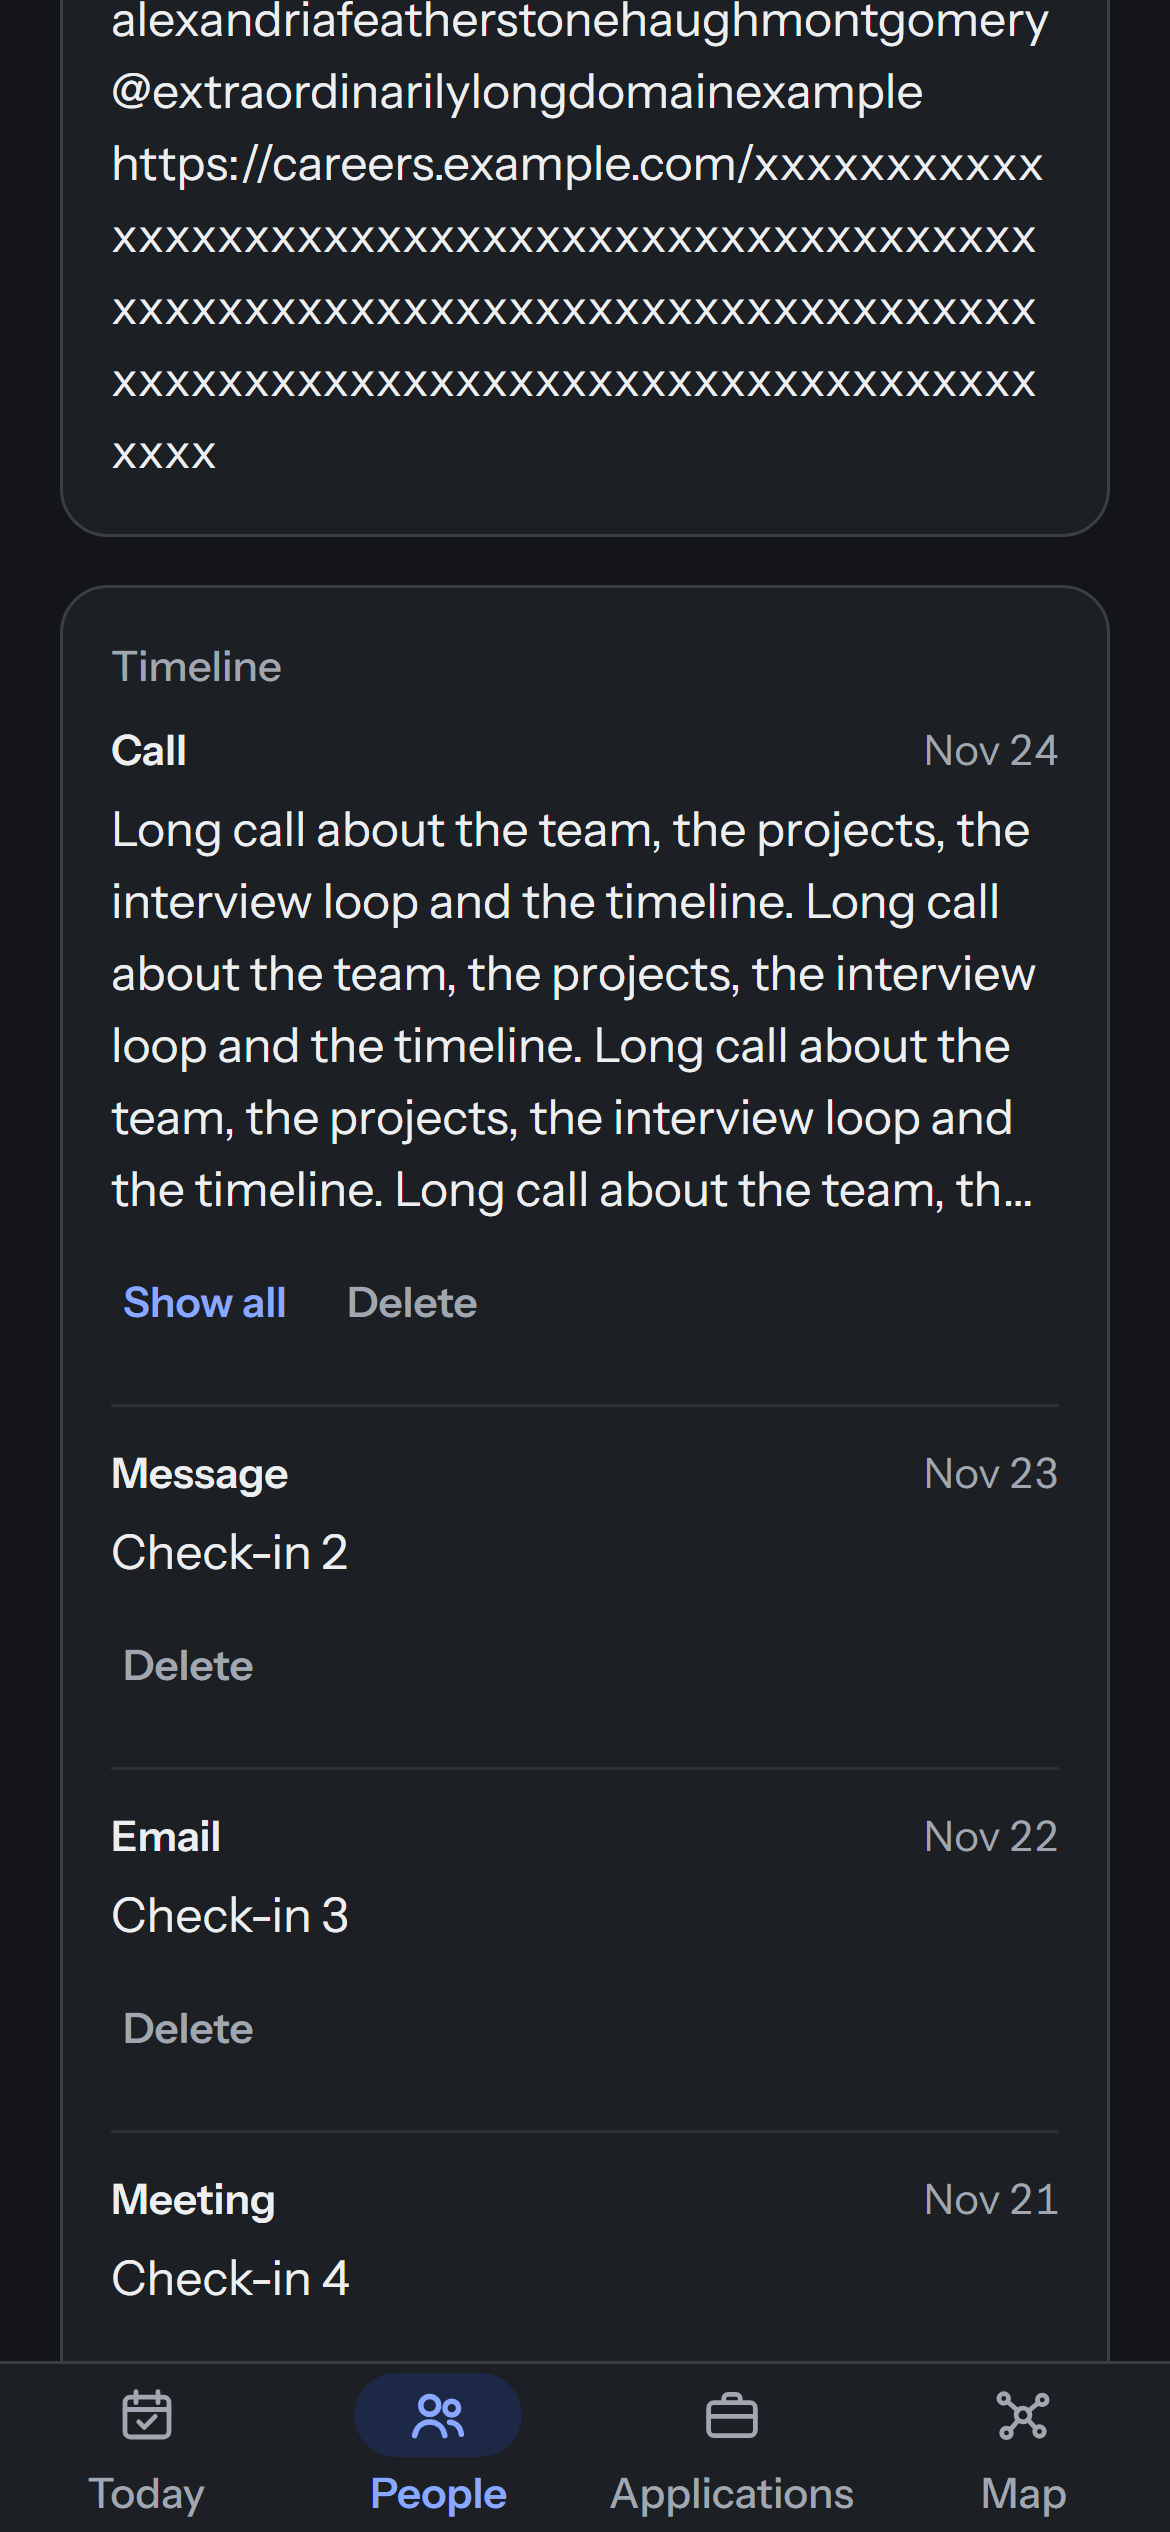 alexandriafeatherstonehaughmontgomery
@extraordinarilylongdomainexample
https://careers.example.com/xxxxxxxxxxx
xxxxxxxxxxxxxxxxxxxxxxxxxxxxxxxxxxx
xxxxxxxxxxxxxxxxxxxxxxxxxxxxxxxxxxx
xxxxxxxxxxxxxxxxxxxxxxxxxxxxxxxxxxx
xxxx
Timeline
Call Nov 24
Long call about the team, the projects, the
interview loop and the timeline. Long call
about the team, the projects, the interview
loop and the timeline. Long call about the
team, the projects, the interview loop and
the timeline. Long call about the team, th...
Show all Delete
Message Nov 23
Check-in 2
Delete
Email Nov 22
Check-in 3
Delete
Meeting Nov 21
Check-in 4
Today People Applications Map